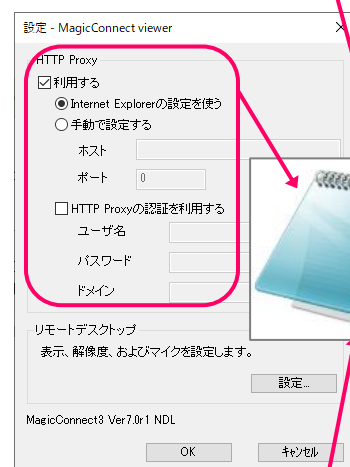 設定 - MagicConnect viewer
HTTP Proxy
利用する
Internet Explorerの設定を使う
手動で設定する
ホスト
ポート 0
HTTP Proxyの認証を利用する
ユーザ名
パスワード
ドメイン
リモートデスクトップ
表示、解像度、およびマイクを設定します。
設定...
MagicConnect3 Ver7.0r1 NDL
OK キャンセル